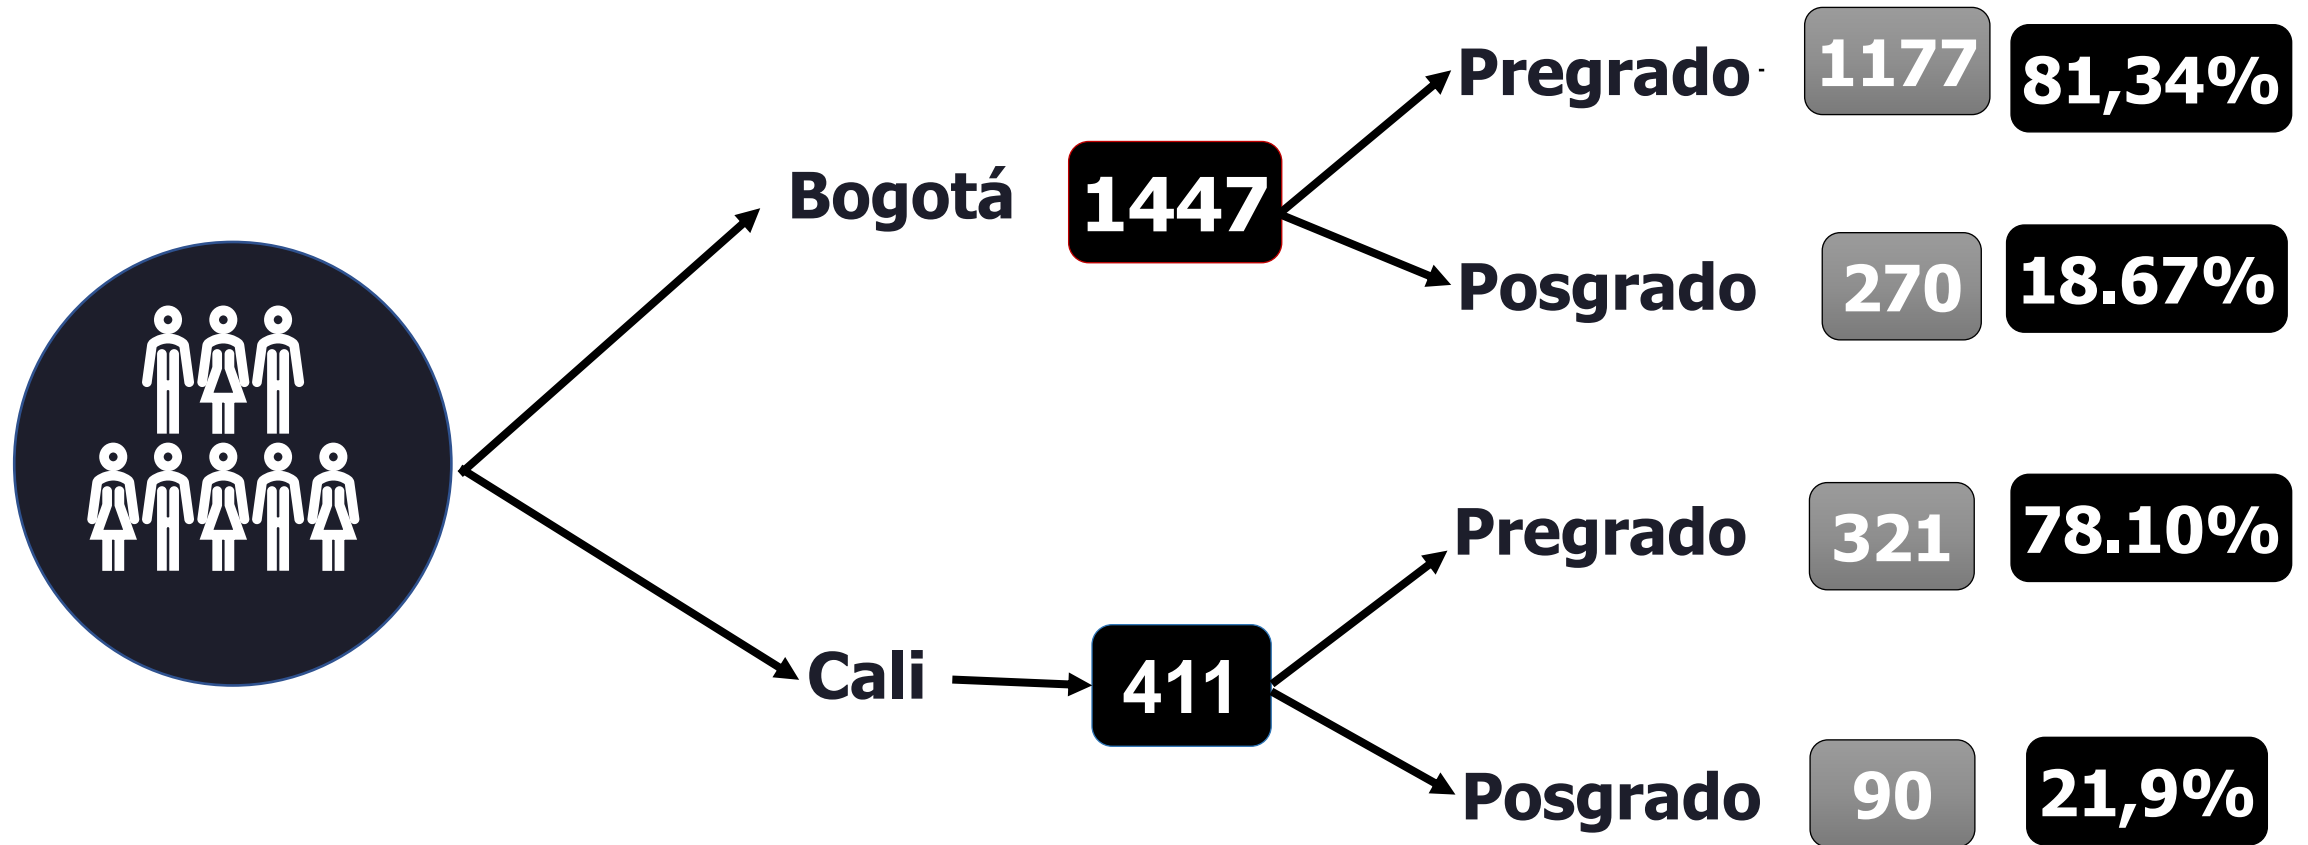 Bogotá 1447
Pregrado - 1177 81,34%
Posgrado 270 18.67%
Cali 411
Pregrado 321 78.10%
Posgrado 90 21,9%